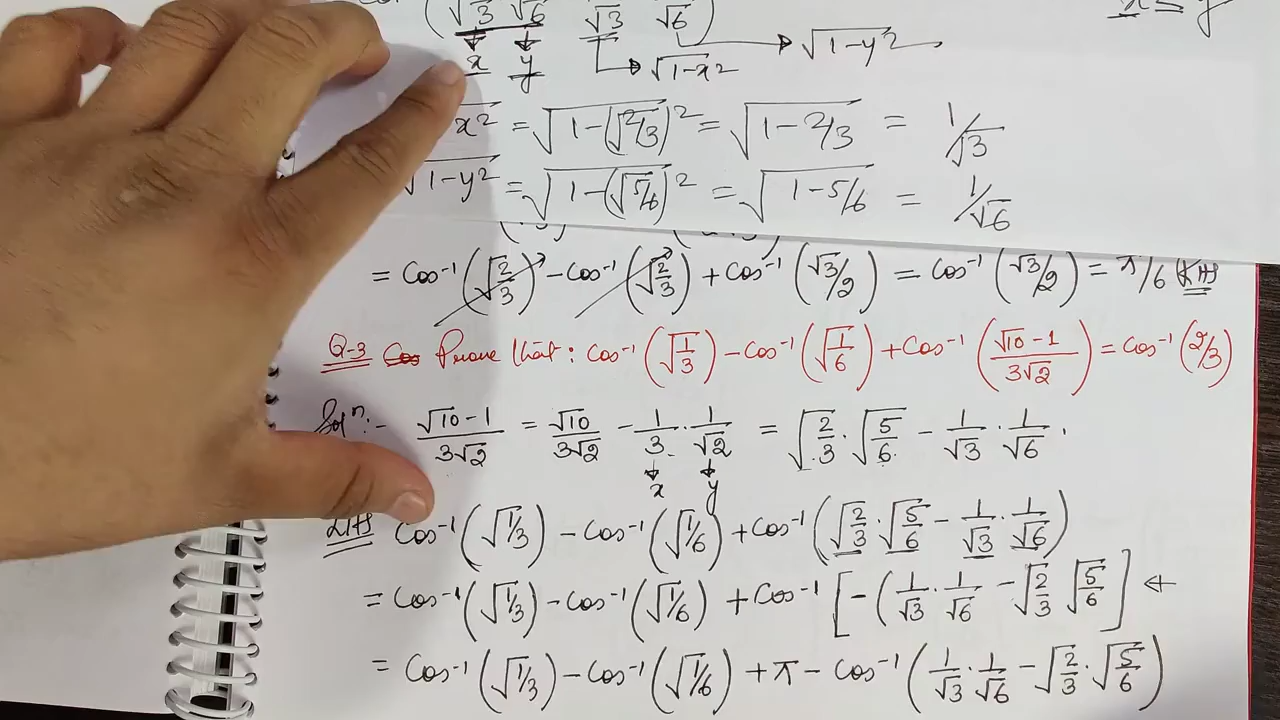 √3 √6 √3 √6
x y √1-x² √1-y²
x² = √1-(√2/3)² = √1-2/3 = 1/√3
√1-y² = √1-(√5/6)² = √1-5/6 = 1/√6
= Cos⁻¹(√2/3) - Cos⁻¹(√2/3) + Cos⁻¹(√3/2) = Cos⁻¹(√3/2) = π/6 RHS
Q-3 Prove that: Cos⁻¹(√1/3) - Cos⁻¹(√1/6) + Cos⁻¹((√10-1)/3√2) = Cos⁻¹(2/3)
Solⁿ:- (√10-1)/3√2 = √10/3√2 - 1/3 · 1/√2 = √2/3 · √5/6 - 1/√3 · 1/√6 .
x y
LHS Cos⁻¹(√1/3) - Cos⁻¹(√1/6) + Cos⁻¹(√2/3 · √5/6 - 1/√3 · 1/√6)
= Cos⁻¹(√1/3) - Cos⁻¹(√1/6) + Cos⁻¹[-(1/√3 · 1/√6 - √2/3 √5/6] ⇐
= Cos⁻¹(√1/3) - Cos⁻¹(√1/6) + π - Cos⁻¹(1/√3 · 1/√6 - √2/3 · √5/6)